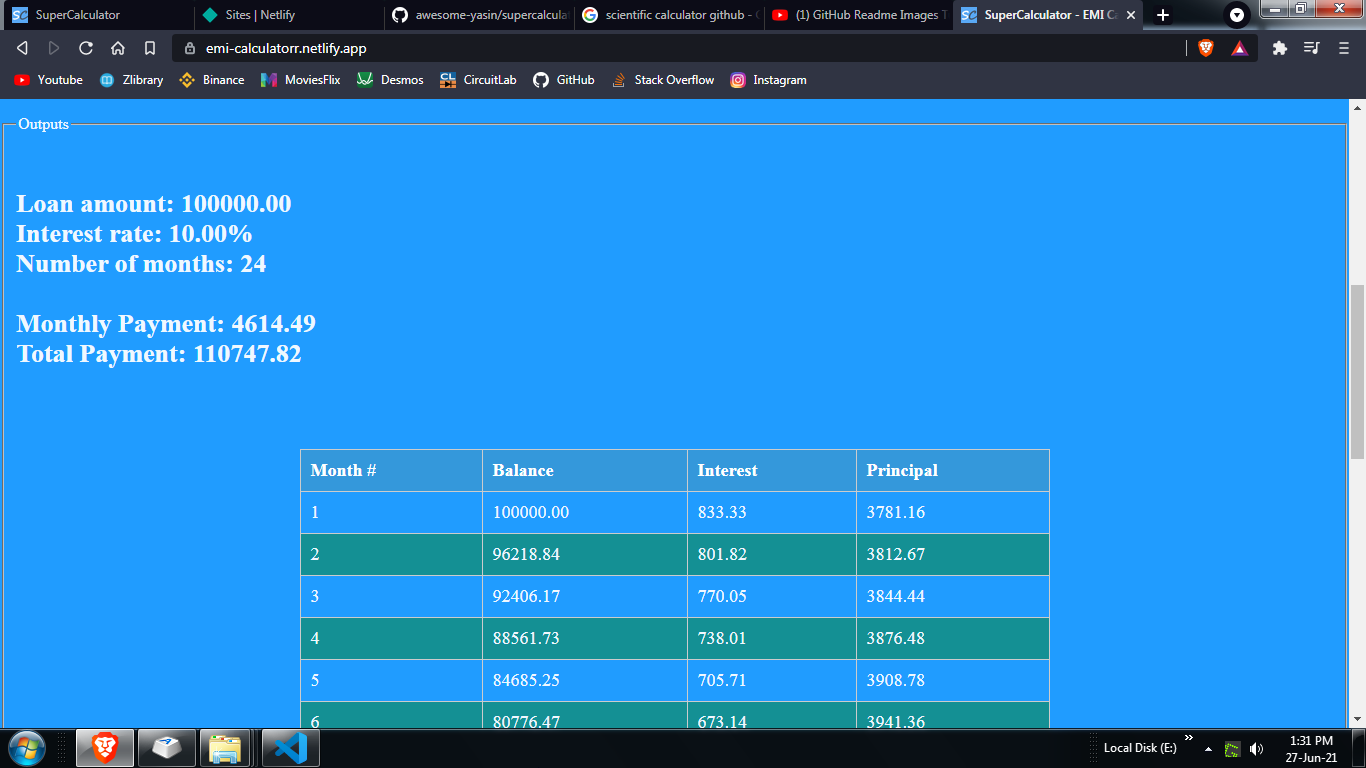 SuperCalculator
Sites | Netlify
awesome-yasin/supercalcula
scientific calculator github -
(1) GitHub Readme Images T
SuperCalculator - EMI C
emi-calculatorr.netlify.app
Youtube
Zlibrary
Binance
MoviesFlix
Desmos
CL
CircuitLab
GitHub
Stack Overflow
Instagram
Outputs
Loan amount: 100000.00
Interest rate: 10.00%
Number of months: 24
Monthly Payment: 4614.49
Total Payment: 110747.82
Month # Balance Interest Principal
1 100000.00 833.33 3781.16
2 96218.84 801.82 3812.67
3 92406.17 770.05 3844.44
4 88561.73 738.01 3876.48
5 84685.25 705.71 3908.78
6 80776.47 673.14 3941.36
Local Disk (E:)
1:31 PM
27-Jun-21